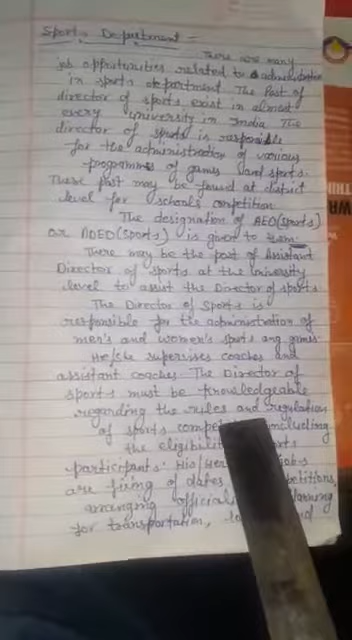 Sports Department -
There are many
job opportunities related to administration
in sports department. The Post of
director of sports exist in almost
every university in India. The
director of sports is responsible
for the administration of various
programmes of games and sports.
These post may be found at district
level for schools competition
The designation of AEO (Sports)
or ADEO (Sports) is given to them
There may be the post of Assistant
Director of sports at the University
level to assist the Director of sports
The Director of Sports is
responsible for the administration of
men's and women's sports and games
He/she supervises coaches and
assistant coaches. The Director of
sports must be knowledgeable
regarding the rules and regulations
of sports including
the
participants. His/Her jobs
are fixing of dates,
arranging
for transportation,